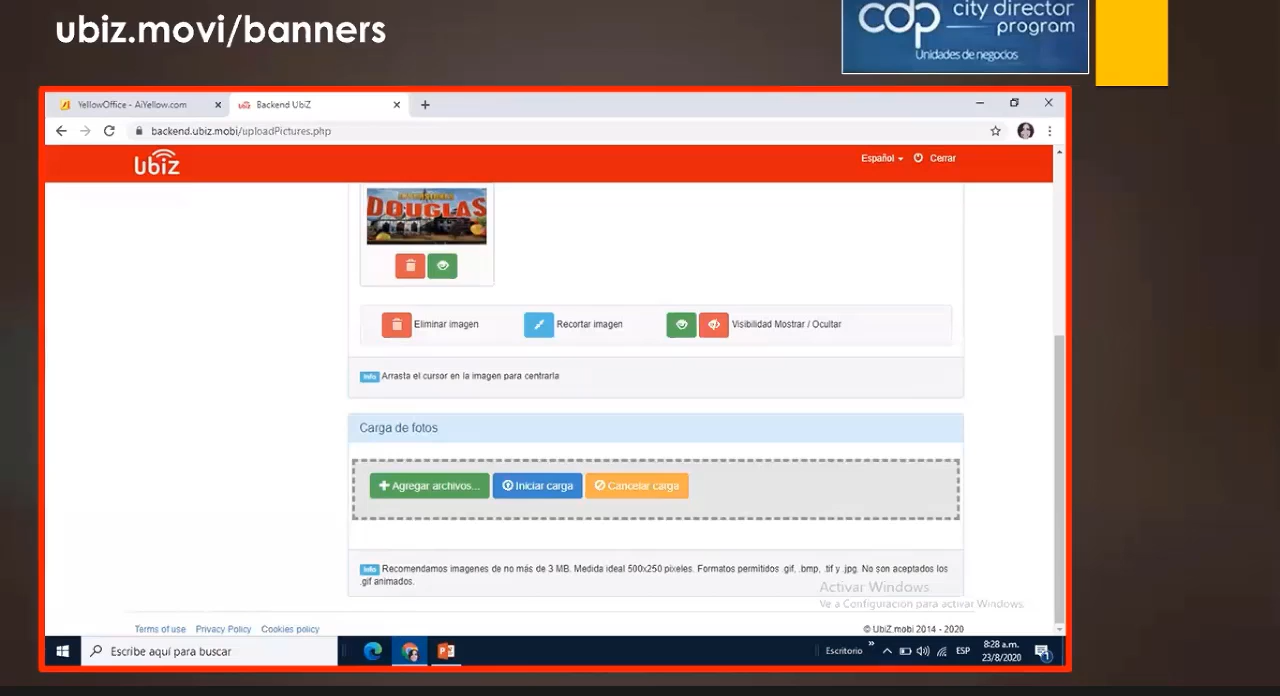 ubiz.movi/banners
cdp city director program
Unidades de negocios
YellowOffice - AiYellow.com
Backend UbiZ
backend.ubiz.mobi/uploadPictures.php
ubiz
Español
Cerrar
DOUGLAS
Eliminar imagen
Recortar imagen
Visibilidad Mostrar / Ocultar
Info Arrasta el cursor en la imagen para centrarla
Carga de fotos
Agregar archivos...
Iniciar carga
Cancelar carga
Info Recomendamos imagenes de no más de 3 MB. Medida ideal 500x250 pixeles. Formatos permitidos .gif, .bmp, .tif y .jpg. No son aceptados los
.gif animados.
Activar Windows
Ve a Configuración para activar Windows.
Terms of use Privacy Policy Cookies policy
© UbiZ.mobi 2014 - 2020
Escribe aquí para buscar
Escritorio
ESP
8:28 a.m.
23/8/2020
1